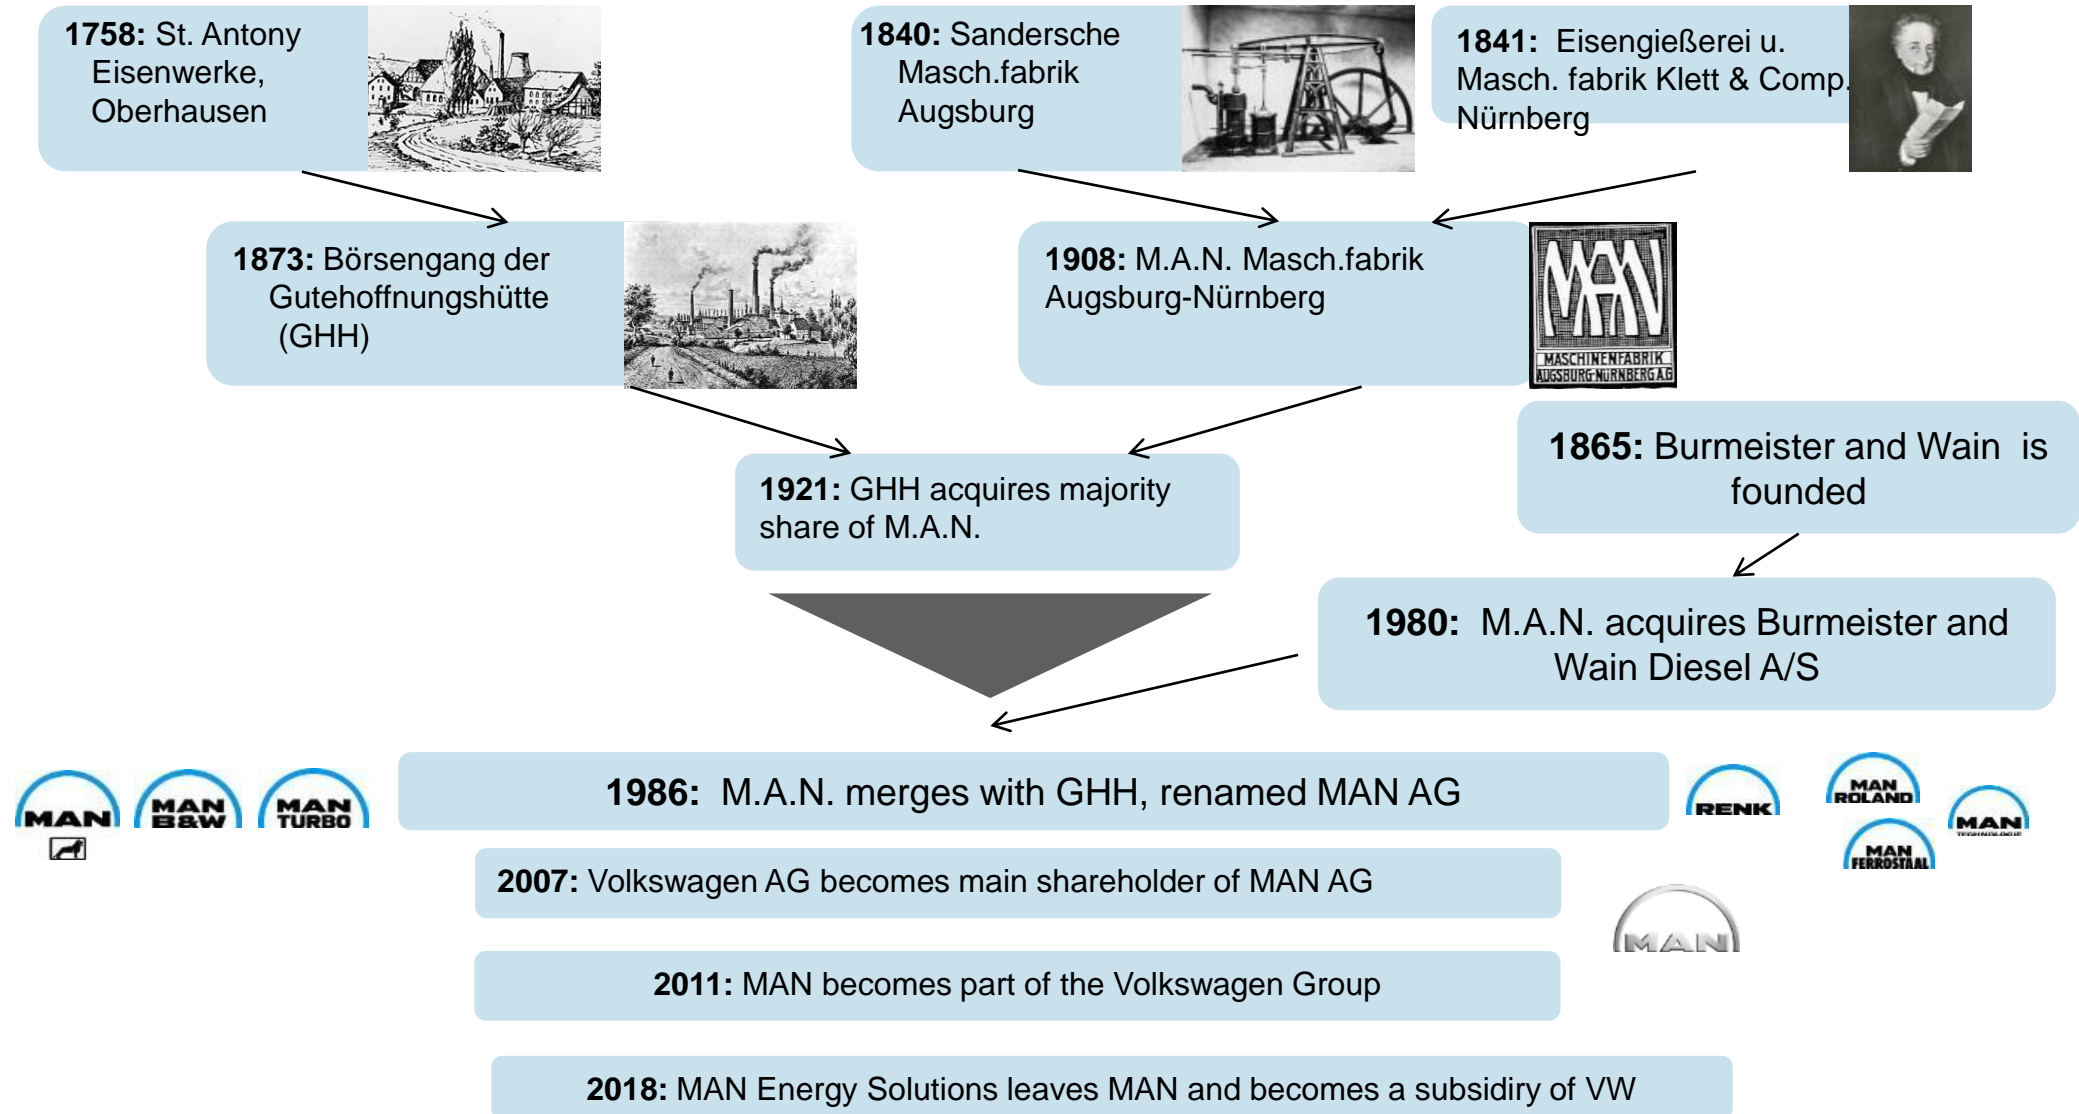 1758: St. Antony
Eisenwerke,
Oberhausen
1840: Sandersche
Masch.fabrik
Augsburg
1841: Eisengießerei u.
Masch. fabrik Klett & Comp.
Nürnberg
1873: Börsengang der
Gutehoffnungshütte
(GHH)
1908: M.A.N. Masch.fabrik
Augsburg-Nürnberg
MAN
MASCHINENFABRIK
AUGSBURG-NÜRNBERG A.G
1921: GHH acquires majority
share of M.A.N.
1865: Burmeister and Wain is
founded
1980: M.A.N. acquires Burmeister and
Wain Diesel A/S
MAN
MAN
B&W
MAN
TURBO
1986: M.A.N. merges with GHH, renamed MAN AG
RENK
MAN
ROLAND
MAN
TECHNOLOGIE
MAN
FERROSTAAL
2007: Volkswagen AG becomes main shareholder of MAN AG
MAN
2011: MAN becomes part of the Volkswagen Group
2018: MAN Energy Solutions leaves MAN and becomes a subsidiry of VW